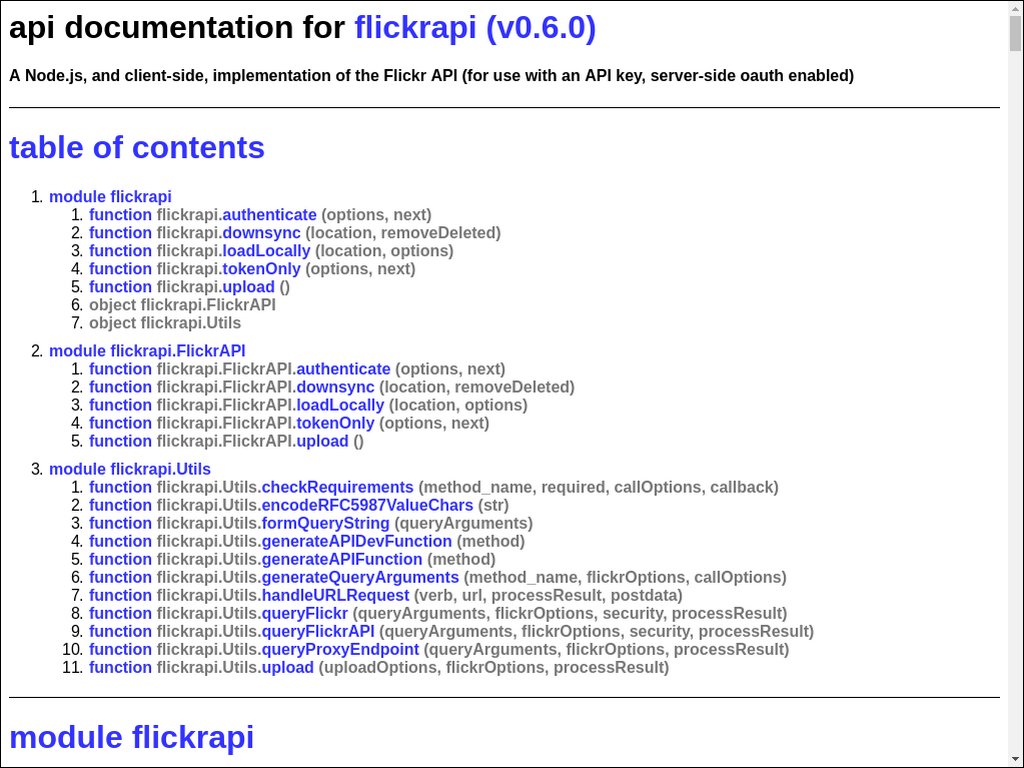 api documentation for flickrapi (v0.6.0)
A Node.js, and client-side, implementation of the Flickr API (for use with an API key, server-side oauth enabled)
table of contents
1. module flickrapi
1. function flickrapi.authenticate (options, next)
2. function flickrapi.downsync (location, removeDeleted)
3. function flickrapi.loadLocally (location, options)
4. function flickrapi.tokenOnly (options, next)
5. function flickrapi.upload ()
6. object flickrapi.FlickrAPI
7. object flickrapi.Utils
2. module flickrapi.FlickrAPI
1. function flickrapi.FlickrAPI.authenticate (options, next)
2. function flickrapi.FlickrAPI.downsync (location, removeDeleted)
3. function flickrapi.FlickrAPI.loadLocally (location, options)
4. function flickrapi.FlickrAPI.tokenOnly (options, next)
5. function flickrapi.FlickrAPI.upload ()
3. module flickrapi.Utils
1. function flickrapi.Utils.checkRequirements (method_name, required, callOptions, callback)
2. function flickrapi.Utils.encodeRFC5987ValueChars (str)
3. function flickrapi.Utils.formQueryString (queryArguments)
4. function flickrapi.Utils.generateAPIDevFunction (method)
5. function flickrapi.Utils.generateAPIFunction (method)
6. function flickrapi.Utils.generateQueryArguments (method_name, flickrOptions, callOptions)
7. function flickrapi.Utils.handleURLRequest (verb, url, processResult, postdata)
8. function flickrapi.Utils.queryFlickr (queryArguments, flickrOptions, security, processResult)
9. function flickrapi.Utils.queryFlickrAPI (queryArguments, flickrOptions, security, processResult)
10. function flickrapi.Utils.queryProxyEndpoint (queryArguments, flickrOptions, processResult)
11. function flickrapi.Utils.upload (uploadOptions, flickrOptions, processResult)
module flickrapi